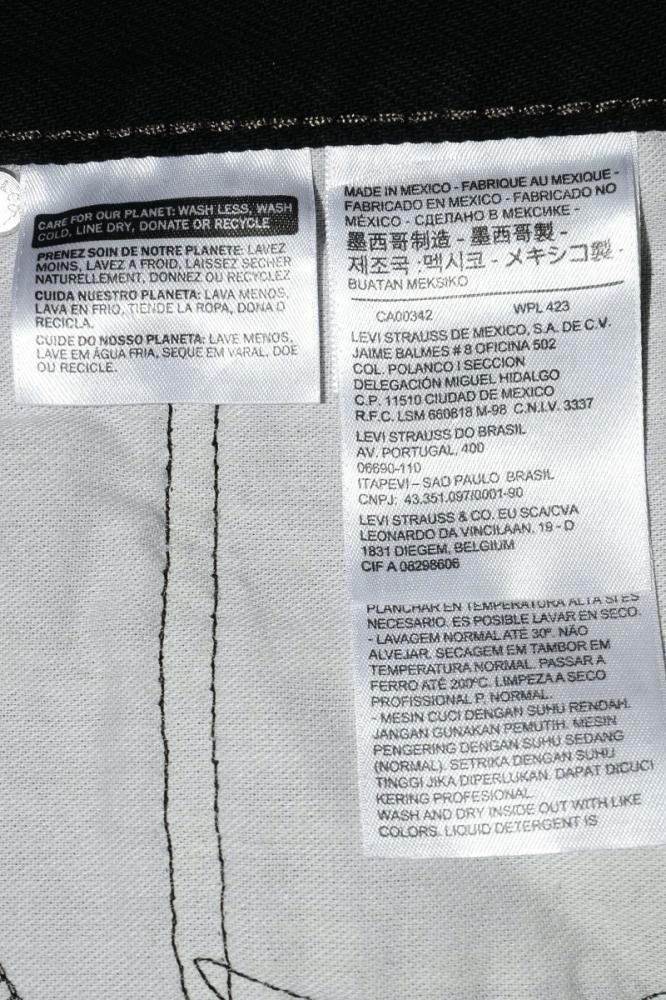 CARE FOR OUR PLANET: WASH LESS, WASH
COLD, LINE DRY, DONATE OR RECYCLE
PRENEZ SOIN DE NOTRE PLANETE: LAVEZ
MOINS, LAVEZ A FROID, LAISSEZ SECHER
NATURELLEMENT, DONNEZ OU RECYCLEZ
CUIDA NUESTRO PLANETA: LAVA MENOS,
LAVA EN FRIO, TIENDE LA ROPA, DONA O
RECICLA.
CUIDE DO NOSSO PLANETA: LAVE MENOS,
LAVE EM ÁGUA FRIA, SEQUE EM VARAL, DOE
OU RECICLE.
MADE IN MEXICO - FABRIQUE AU MEXIQUE -
FABRICADO EN MEXICO - FABRICADO NO
MÉXICO - СДЕЛАНО В МЕКСИКЕ -
墨西哥制造 - 墨西哥製 -
제조국 :멕시코 - メキシコ製 -
BUATAN MEKSIKO
CA00342 WPL 423
LEVI STRAUSS DE MEXICO, S.A. DE C.V.
JAIME BALMES # 8 OFICINA 502
COL. POLANCO I SECCION
DELEGACIÓN MIGUEL HIDALGO
C.P. 11510 CIUDAD DE MEXICO
R.F.C. LSM 660818 M-98 C.N.I.V. 3337
LEVI STRAUSS DO BRASIL
AV. PORTUGAL, 400
06690-110
ITAPEVI – SAO PAULO BRASIL
CNPJ: 43.351.097/0001-90
LEVI STRAUSS & CO. EU SCA/CVA
LEONARDO DA VINCILAAN, 19 - D
1831 DIEGEM, BELGIUM
CIF A 08298606
PLANCHAR EN TEMPERATURA ALTA SI ES
NECESARIO. ES POSIBLE LAVAR EN SECO.
- LAVAGEM NORMAL ATÉ 30º. NÃO
ALVEJAR. SECAGEM EM TAMBOR EM
TEMPERATURA NORMAL. PASSAR A
FERRO ATÉ 200ºC. LIMPEZA A SECO
PROFISSIONAL P. NORMAL.
- MESIN CUCI DENGAN SUHU RENDAH.
JANGAN GUNAKAN PEMUTIH. MESIN
PENGERING DENGAN SUHU SEDANG
(NORMAL). SETRIKA DENGAN SUHU
TINGGI JIKA DIPERLUKAN. DAPAT DICUCI
KERING PROFESIONAL.
WASH AND DRY INSIDE OUT WITH LIKE
COLORS. LIQUID DETERGENT IS